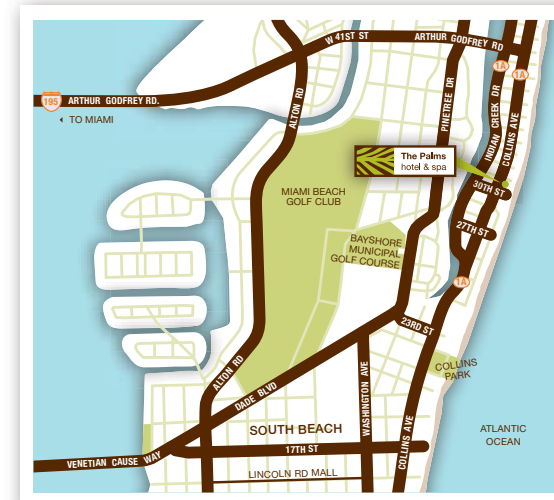 W 41ST ST
ARTHUR GODFREY RD
1A
1A
195
ARTHUR GODFREY RD.
TO MIAMI
ALTON RD
PINETREE DR
INDIAN CREEK DR
COLLINS AVE
The Palms
hotel & spa
30TH ST
MIAMI BEACH
GOLF CLUB
27TH ST
BAYSHORE
MUNICIPAL
GOLF COURSE
1A
23RD ST
COLLINS
PARK
ALTON RD
DADE BLVD
WASHINGTON AVE
COLLINS AVE
SOUTH BEACH
ATLANTIC
OCEAN
17TH ST
VENETIAN CAUSE WAY
LINCOLN RD MALL